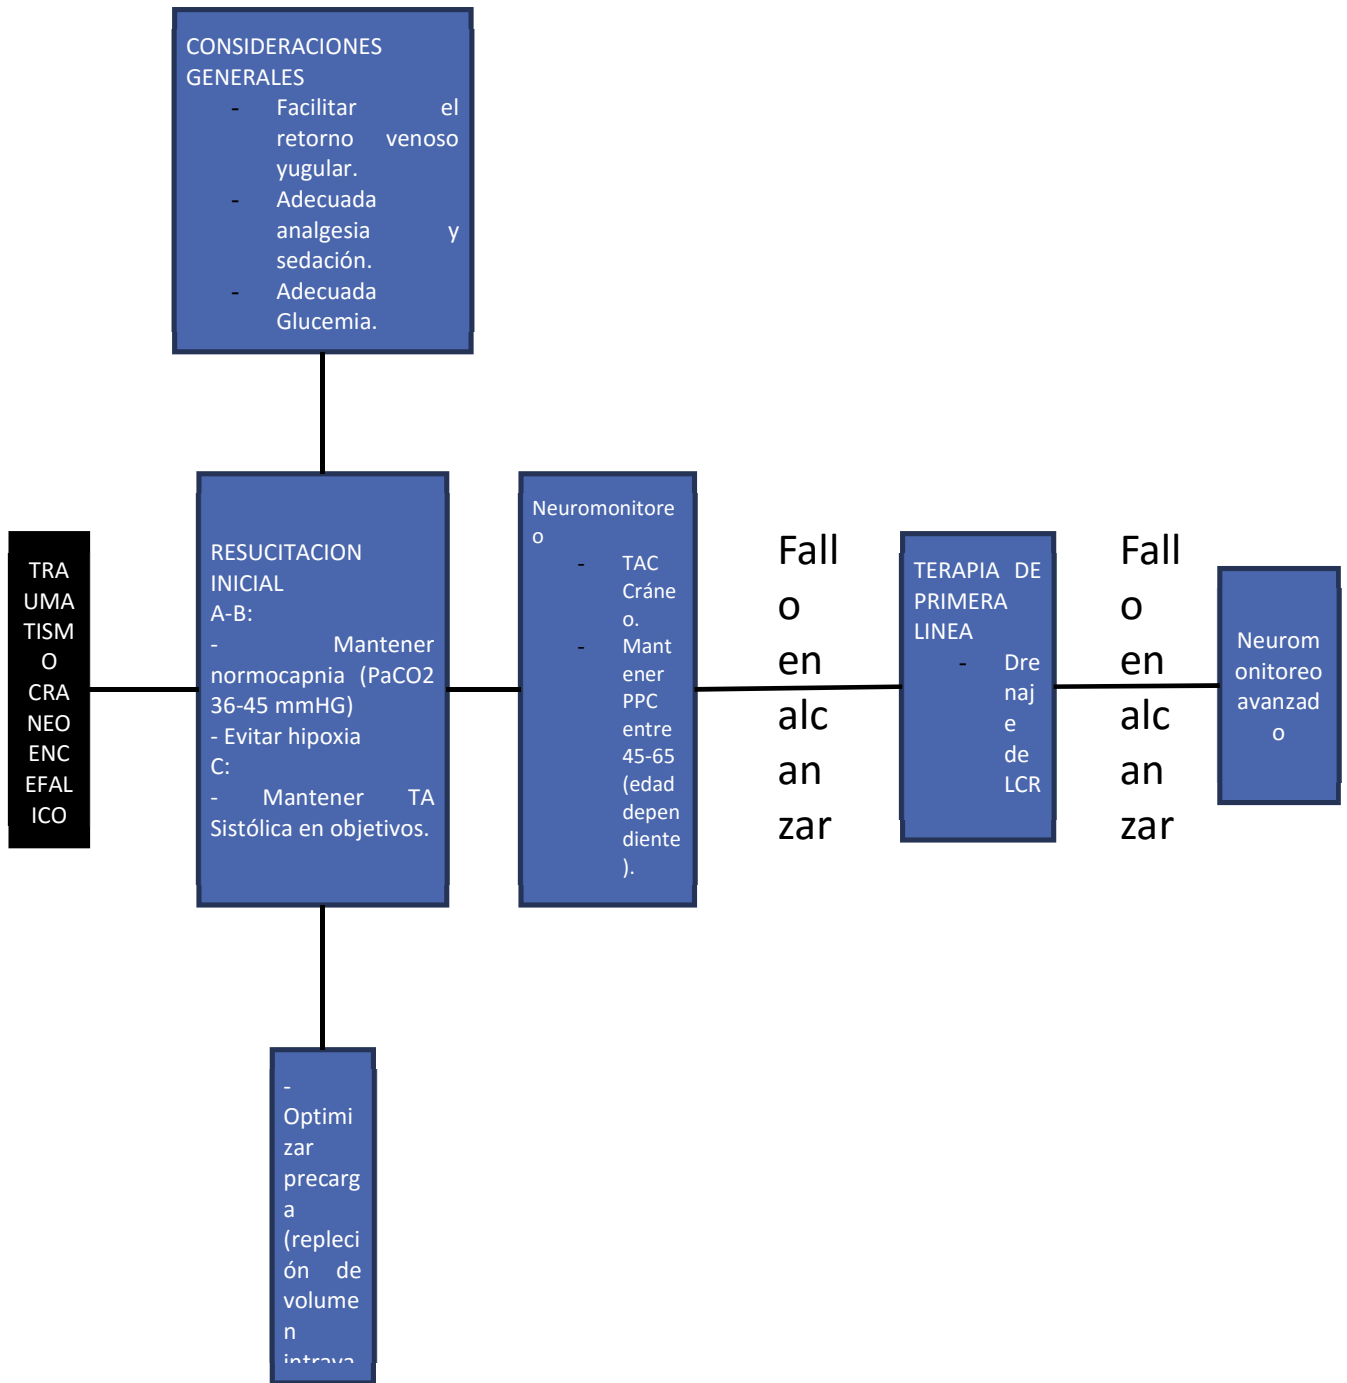 CONSIDERACIONES
GENERALES
- Facilitar el
retorno venoso
yugular.
- Adecuada
analgesia y
sedación.
- Adecuada
Glucemia.
TRA
UMA
TISM
O
CRA
NEO
ENC
EFAL
ICO
RESUCITACION
INICIAL
A-B:
- Mantener
normocapnia (PaCO2
36-45 mmHG)
- Evitar hipoxia
C:
- Mantener TA
Sistólica en objetivos.
Neuromonitore
o
- TAC
Cráne
o.
- Mant
ener
PPC
entre
45-65
(edad
depen
diente
).
Fall
o
en
alc
an
zar
TERAPIA DE
PRIMERA
LINEA
- Dre
naj
e
de
LCR
Fall
o
en
alc
an
zar
Neurom
onitoreo
avanzad
o
-
Optimi
zar
precarg
a
(repleci
ón de
volume
n
intrava